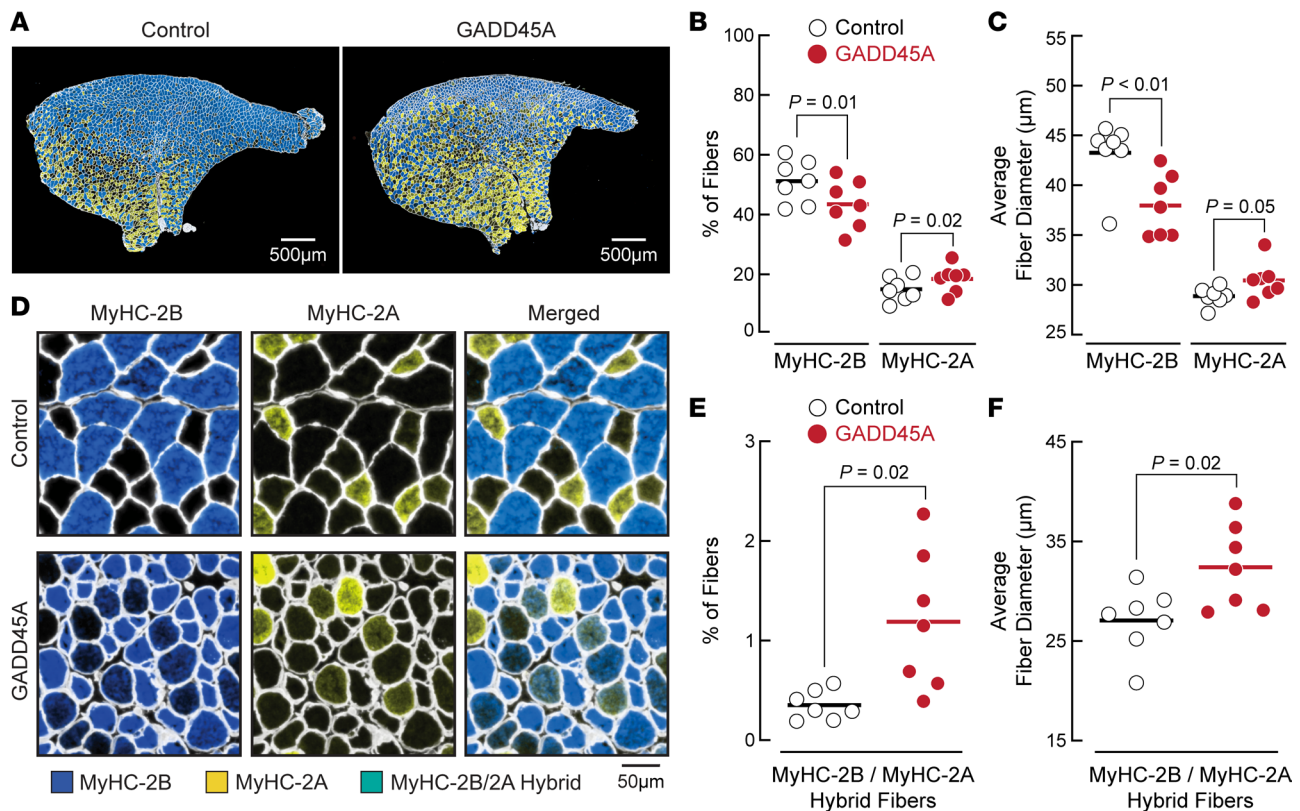 A
Control
GADD45A
500μm
500μm
B
Control
GADD45A
% of Fibers
100
80
60
40
20
0
P = 0.01
P = 0.02
MyHC-2B
MyHC-2A
C
Average
Fiber Diameter (μm)
55
50
45
40
35
30
25
P < 0.01
P = 0.05
MyHC-2B
MyHC-2A
D
MyHC-2B
MyHC-2A
Merged
Control
GADD45A
MyHC-2B
MyHC-2A
MyHC-2B/2A Hybrid
50μm
E
Control
GADD45A
% of Fibers
3
2
1
0
P = 0.02
MyHC-2B / MyHC-2A
Hybrid Fibers
F
Average
Fiber Diameter (μm)
45
35
25
15
P = 0.02
MyHC-2B / MyHC-2A
Hybrid Fibers